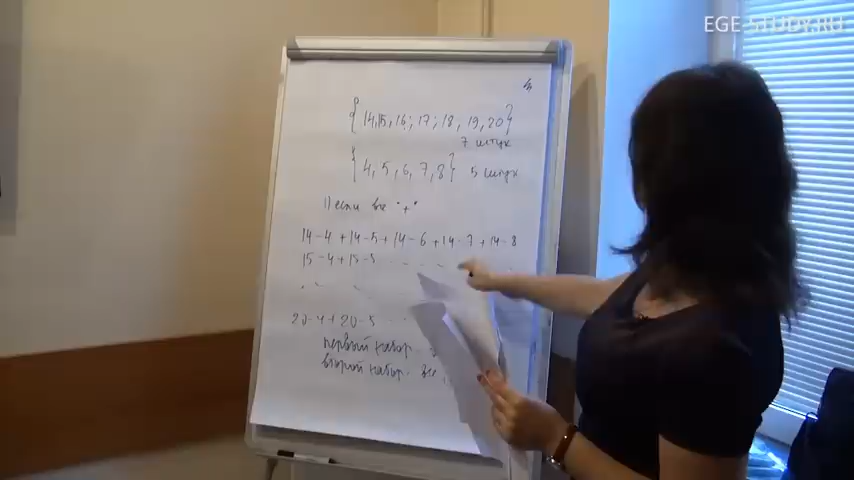 EGE-STUDY.RU
{14,15,16; 17; 18, 19, 20}
7 штук
{4, 5, 6, 7, 8} 5 штук
1) если все "+"
14-4 + 14-5 + 14-6 + 14-7 + 14-8
15-4 + 15-5 ...
20-4 + 20-5 ...
первый набор
второй набор. все